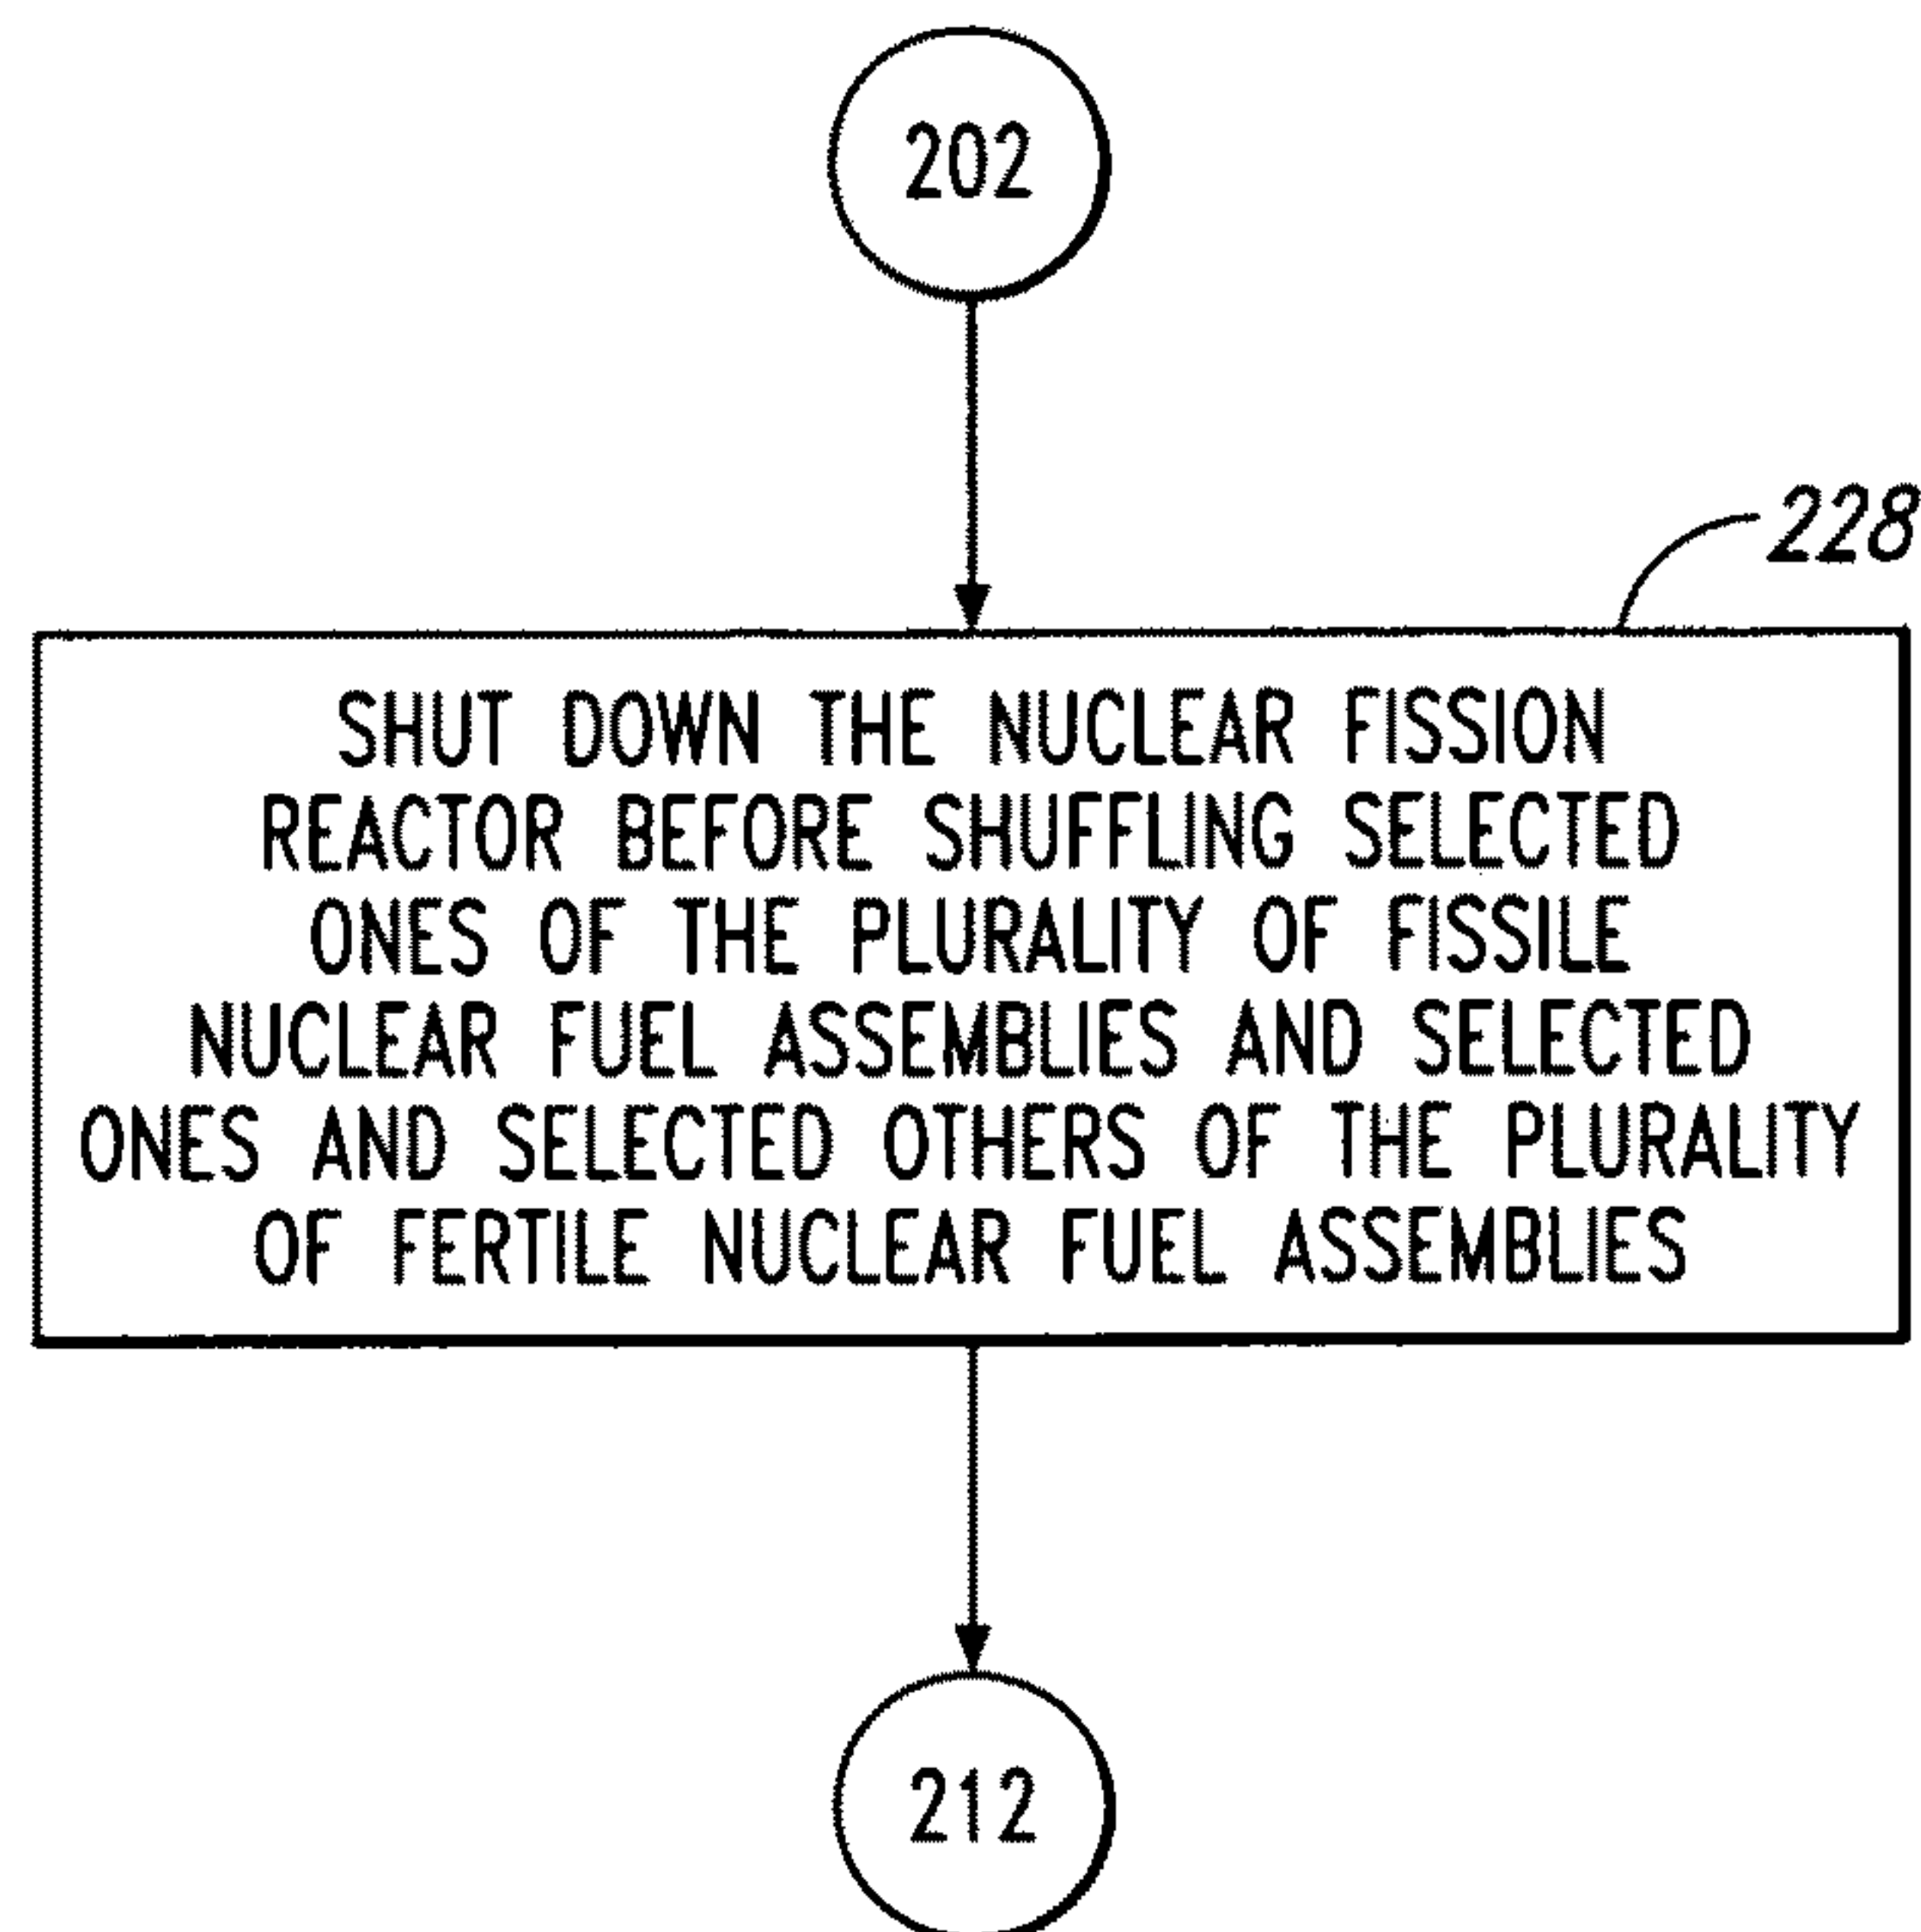 202
228
SHUT DOWN THE NUCLEAR FISSION
REACTOR BEFORE SHUFFLING SELECTED
ONES OF THE PLURALITY OF FISSILE
NUCLEAR FUEL ASSEMBLIES AND SELECTED
ONES AND SELECTED OTHERS OF THE PLURALITY
OF FERTILE NUCLEAR FUEL ASSEMBLIES
212